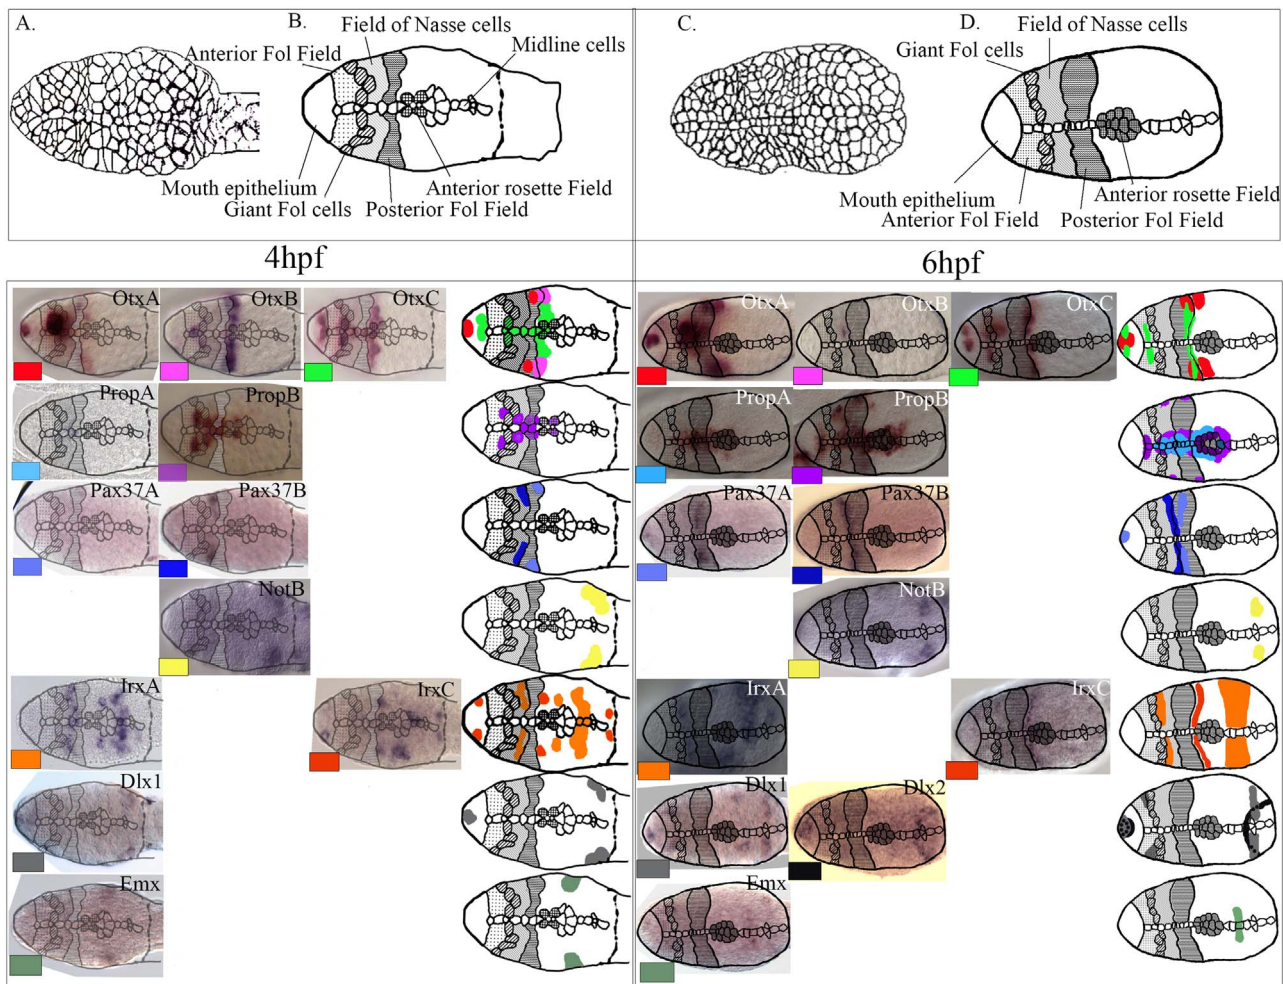 A.
B.
Field of Nasse cells
Anterior Fol Field
Midline cells
Mouth epithelium
Anterior rosette Field
Giant Fol cells
Posterior Fol Field
C.
D.
Field of Nasse cells
Giant Fol cells
Mouth epithelium
Anterior rosette Field
Anterior Fol Field
Posterior Fol Field
4hpf
6hpf
OtxA
OtxB
OtxC
PropA
PropB
Pax37A
Pax37B
NotB
IrxA
IrxC
Dlx1
Emx
OtxA
OtxB
OtxC
PropA
PropB
Pax37A
Pax37B
NotB
IrxA
IrxC
Dlx1
Dlx2
Emx